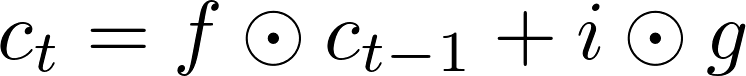 c_t = f ⊙ c_{t−1} + i ⊙ g